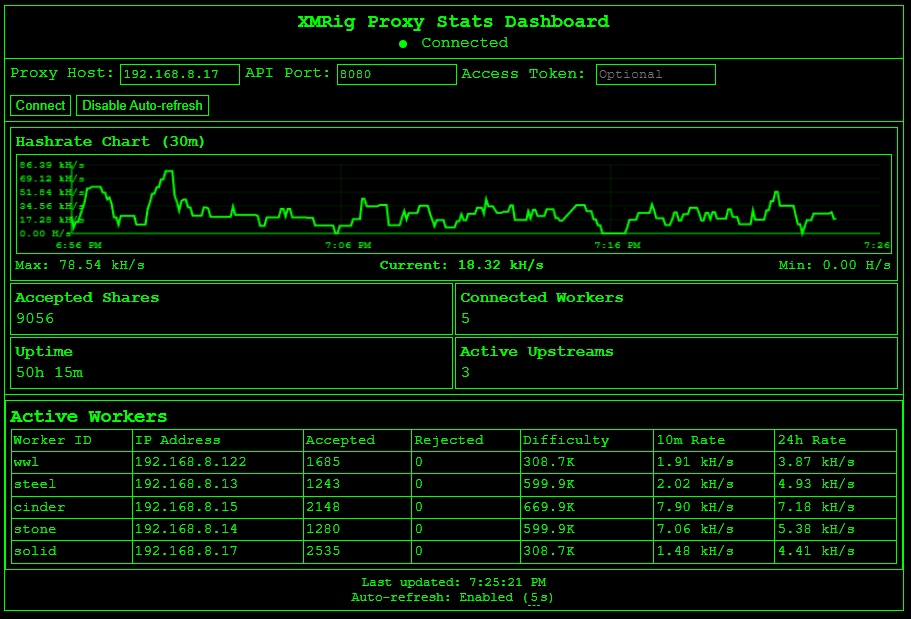 XMRig Proxy Stats Dashboard
● Connected
Proxy Host: 192.168.8.17 API Port: 8080 Access Token: Optional
Connect Disable Auto-refresh
Hashrate Chart (30m)
86.39 kH/s
69.12 kH/s
51.84 kH/s
34.56 kH/s
17.28 kH/s
0.00 H/s
6:56 PM 7:06 PM 7:16 PM 7:26
Max: 78.54 kH/s Current: 18.32 kH/s Min: 0.00 H/s
Accepted Shares Connected Workers
9056 5
Uptime Active Upstreams
50h 15m 3
Active Workers
Worker ID IP Address Accepted Rejected Difficulty 10m Rate 24h Rate
wwl 192.168.8.122 1685 0 308.7K 1.91 kH/s 3.87 kH/s
steel 192.168.8.13 1243 0 599.9K 2.02 kH/s 4.93 kH/s
cinder 192.168.8.15 2148 0 669.9K 7.90 kH/s 7.18 kH/s
stone 192.168.8.14 1280 0 599.9K 7.06 kH/s 5.38 kH/s
solid 192.168.8.17 2535 0 308.7K 1.48 kH/s 4.41 kH/s
Last updated: 7:25:21 PM
Auto-refresh: Enabled (5s)